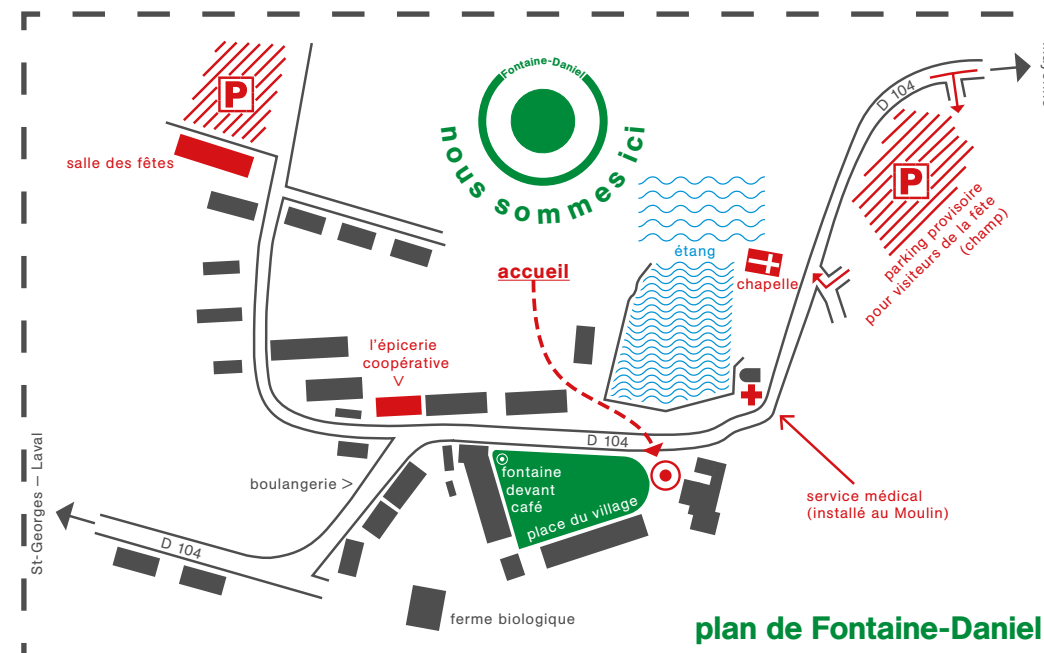 Fontaine-Daniel
nous sommes ici
P
salle des fêtes
D 104
P
parking provisoire
pour visiteurs de la fête
(champ)
étang
chapelle
accueil
l'épicerie
coopérative
D 104
boulangerie >
fontaine
devant
café
place du village
service médical
(installé au Moulin)
St-Georges – Laval
D 104
ferme biologique
plan de Fontaine-Daniel